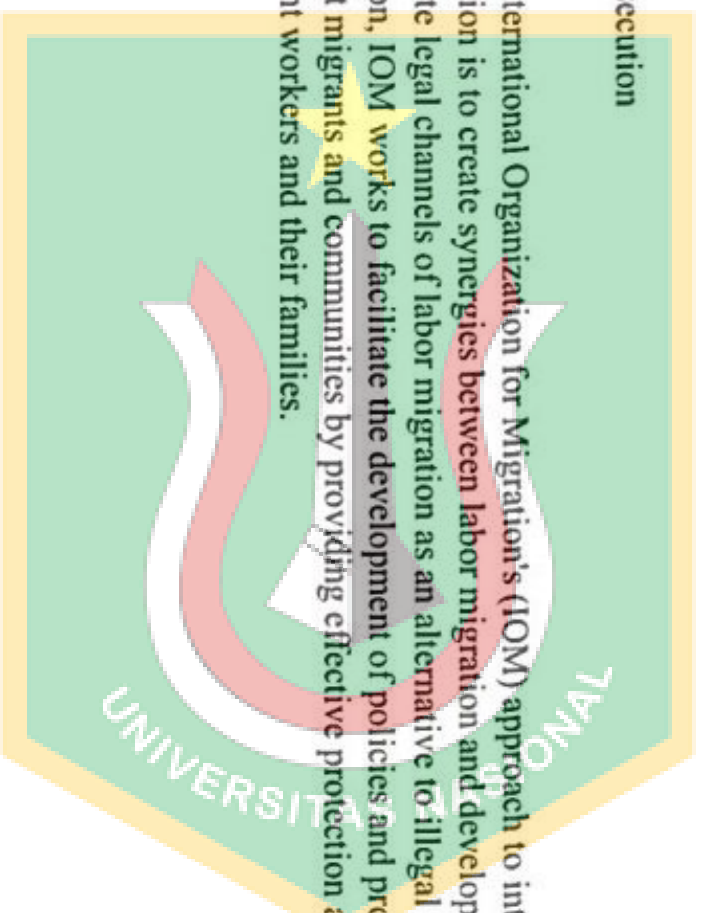 ecution
ternational Organization for Migration's (IOM) approach to int
ion is to create synergies between labor migration and develop
te legal channels of labor migration as an alternative to illegal
on, IOM works to facilitate the development of policies and pro
t migrants and communities by providing effective protection a
nt workers and their families.
UNIVERSITAS NASIONAL